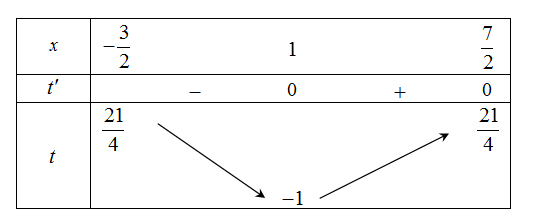 x -3/2 1 7/2
t′ − 0 + 0
t 21/4 −1 21/4